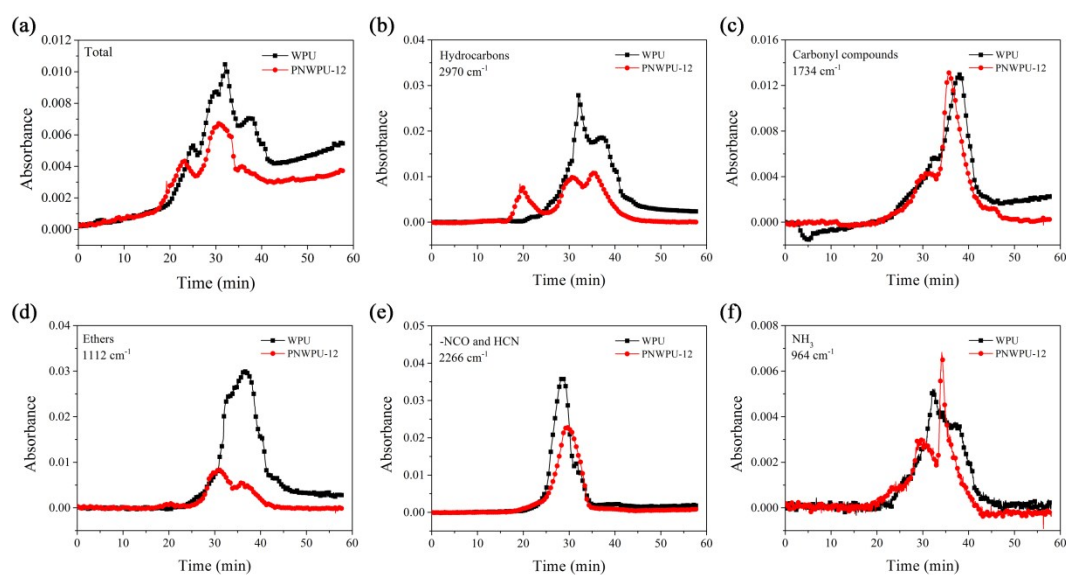 (a)
Total
WPU
PNWPU-12
0.012
0.010
0.008
0.006
0.004
0.002
0.000
Absorbance
0 10 20 30 40 50 60
Time (min)
(b)
Hydrocarbons
2970 cm⁻¹
WPU
PNWPU-12
0.04
0.03
0.02
0.01
0.00
Absorbance
0 10 20 30 40 50 60
Time (min)
(c)
Carbonyl compounds
1734 cm⁻¹
WPU
PNWPU-12
0.016
0.012
0.008
0.004
0.000
Absorbance
0 10 20 30 40 50 60
Time (min)
(d)
Ethers
1112 cm⁻¹
WPU
PNWPU-12
0.04
0.03
0.02
0.01
0.00
Absorbance
0 10 20 30 40 50 60
Time (min)
(e)
-NCO and HCN
2266 cm⁻¹
WPU
PNWPU-12
0.05
0.04
0.03
0.02
0.01
0.00
Absorbance
0 10 20 30 40 50 60
Time (min)
(f)
NH₃
964 cm⁻¹
WPU
PNWPU-12
0.008
0.006
0.004
0.002
0.000
Absorbance
0 10 20 30 40 50 60
Time (min)